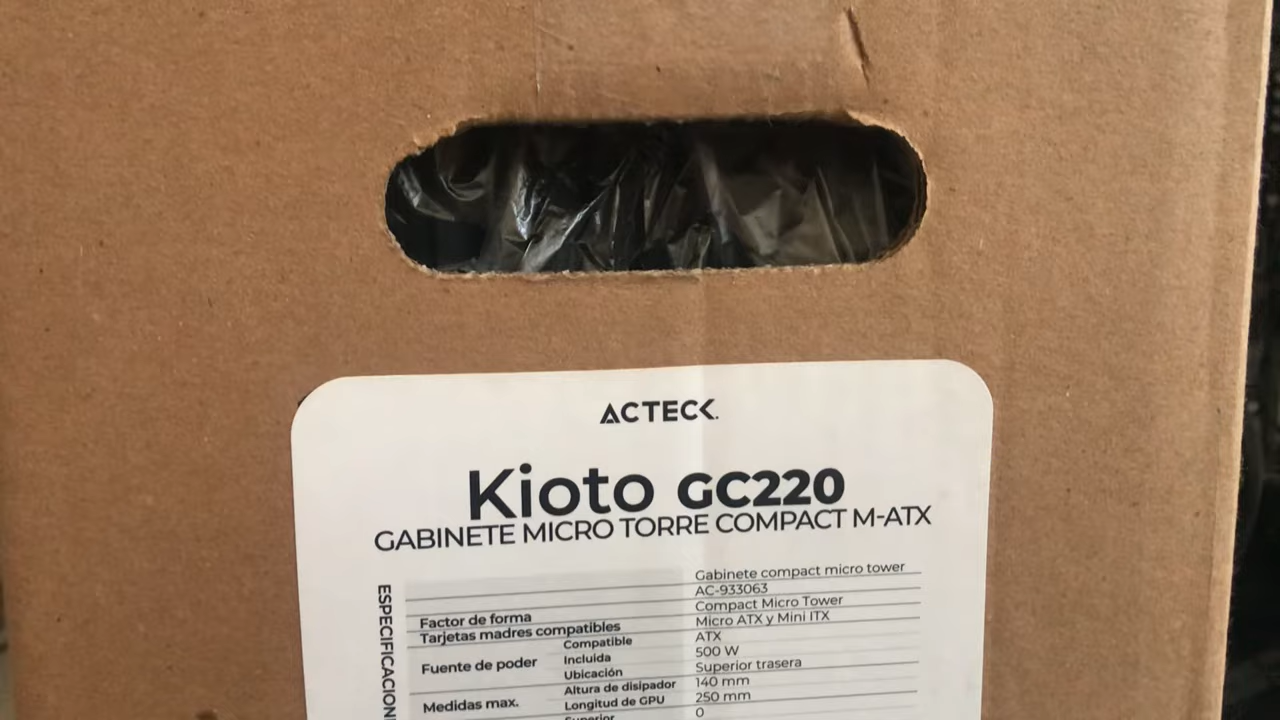 ACTECK.
Kioto GC220
GABINETE MICRO TORRE COMPACT M-ATX
Gabinete compact micro tower
AC-933063
Factor de forma Compact Micro Tower
Tarjetas madres compatibles Micro ATX y Mini ITX
Fuente de poder
Compatible ATX
Incluida 500 W
Ubicación Superior trasera
Medidas max.
Altura de disipador 140 mm
Longitud de GPU 250 mm
Superior 0